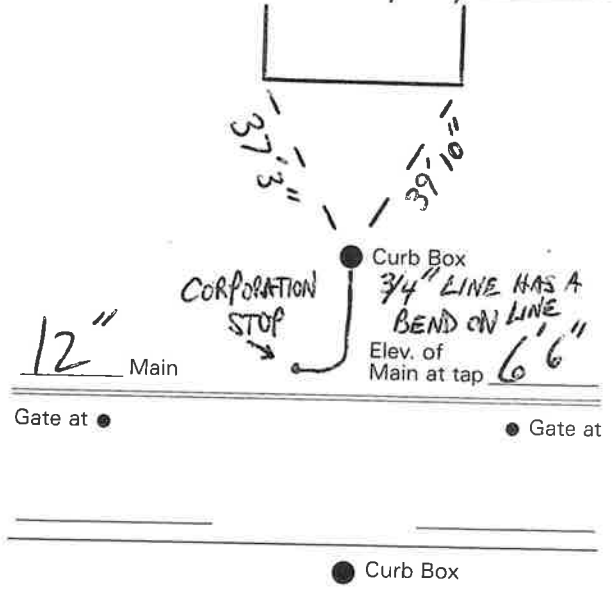 37' 3"
39' 10"
Curb Box
CORPORATION
STOP
3/4" LINE HAS A
BEND ON LINE
12" Main
Elev. of
Main at tap 6' 6"
Gate at
Gate at
Curb Box